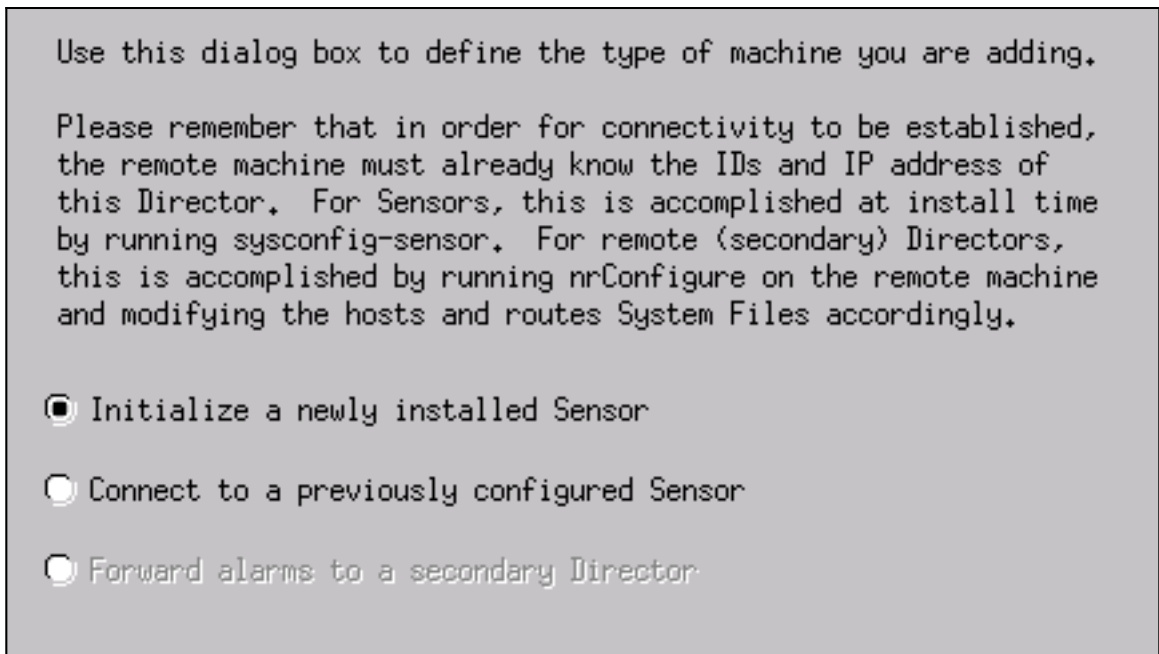 Use this dialog box to define the type of machine you are adding.
Please remember that in order for connectivity to be established,
the remote machine must already know the IDs and IP address of
this Director.  For Sensors, this is accomplished at install time
by running sysconfig-sensor.  For remote (secondary) Directors,
this is accomplished by running nrConfigure on the remote machine
and modifying the hosts and routes System Files accordingly.
Initialize a newly installed Sensor
Connect to a previously configured Sensor
Forward alarms to a secondary Director